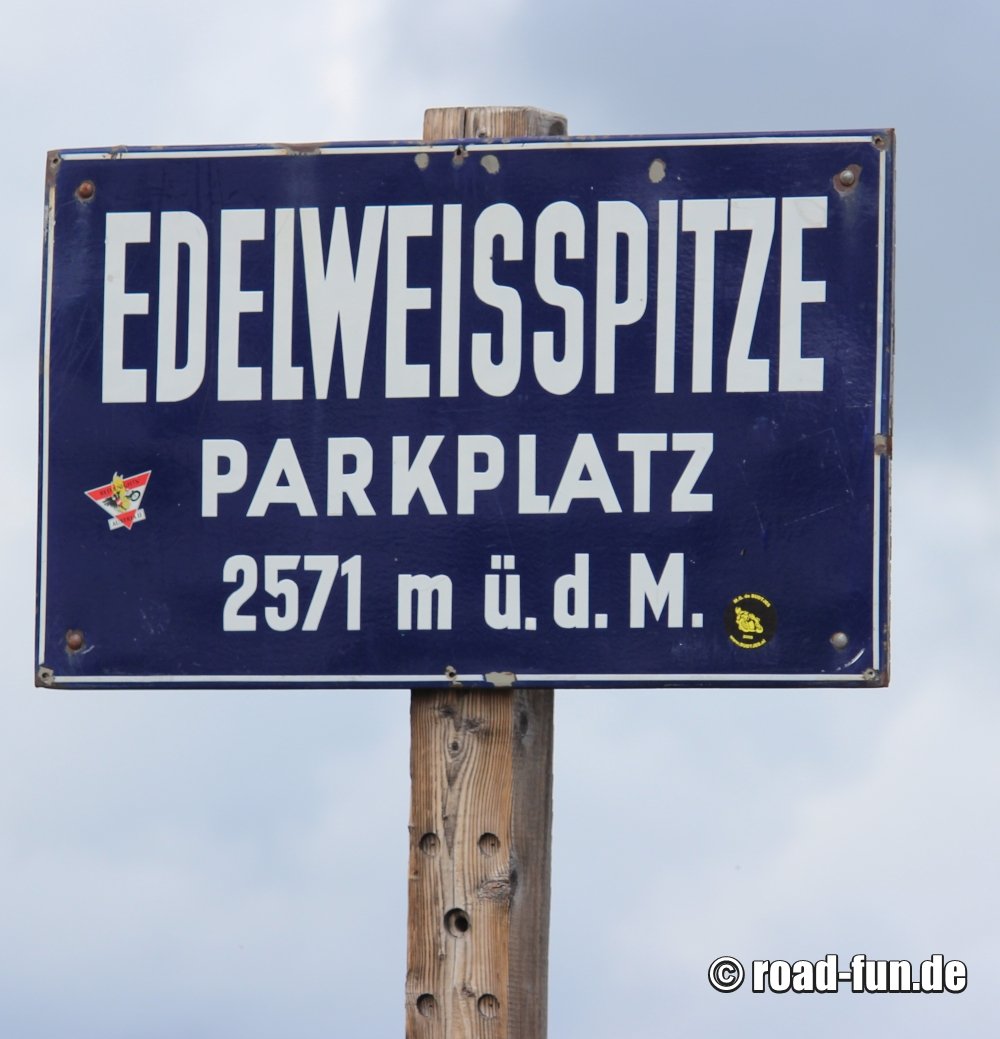 EDELWEISSPITZE
PARKPLATZ
2571 m ü. d. M.
© road-fun.de